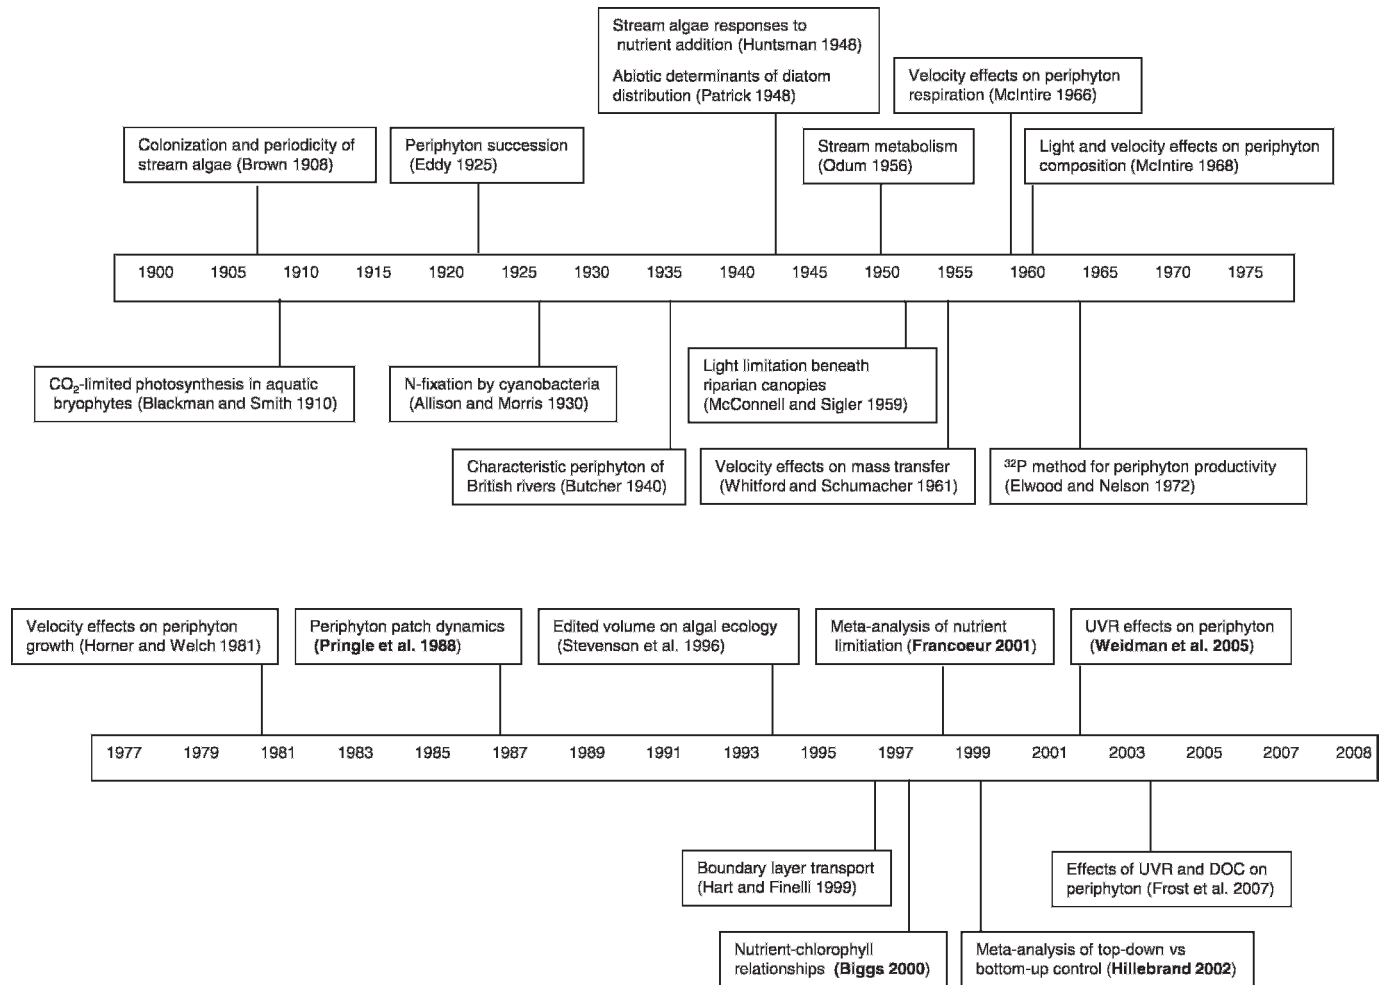 Stream algae responses to
nutrient addition (Huntsman 1948)
Abiotic determinants of diatom
distribution (Patrick 1948)
Velocity effects on periphyton
respiration (McIntire 1966)
Colonization and periodicity of
stream algae (Brown 1908)
Periphyton succession
(Eddy 1925)
Stream metabolism
(Odum 1956)
Light and velocity effects on periphyton
composition (McIntire 1968)
1900 1905 1910 1915 1920 1925 1930 1935 1940 1945 1950 1955 1960 1965 1970 1975
CO₂-limited photosynthesis in aquatic
bryophytes (Blackman and Smith 1910)
N-fixation by cyanobacteria
(Allison and Morris 1930)
Light limitation beneath
riparian canopies
(McConnell and Sigler 1959)
Characteristic periphyton of
British rivers (Butcher 1940)
Velocity effects on mass transfer
(Whitford and Schumacher 1961)
³²P method for periphyton productivity
(Elwood and Nelson 1972)
Velocity effects on periphyton
growth (Horner and Welch 1981)
Periphyton patch dynamics
(Pringle et al. 1988)
Edited volume on algal ecology
(Stevenson et al. 1996)
Meta-analysis of nutrient
limitiation (Francoeur 2001)
UVR effects on periphyton
(Weidman et al. 2005)
1977 1979 1981 1983 1985 1987 1989 1991 1993 1995 1997 1999 2001 2003 2005 2007 2008
Boundary layer transport
(Hart and Finelli 1999)
Effects of UVR and DOC on
periphyton (Frost et al. 2007)
Nutrient-chlorophyll
relationships (Biggs 2000)
Meta-analysis of top-down vs
bottom-up control (Hillebrand 2002)